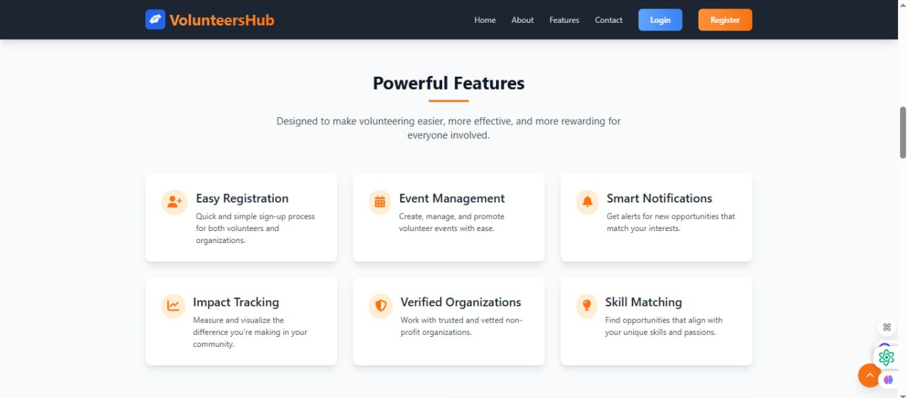 VolunteersHub
Home About Features Contact Login Register
Powerful Features
Designed to make volunteering easier, more effective, and more rewarding for
everyone involved.
Easy Registration
Quick and simple sign-up process
for both volunteers and
organizations.
Event Management
Create, manage, and promote
volunteer events with ease.
Smart Notifications
Get alerts for new opportunities that
match your interests.
Impact Tracking
Measure and visualize the
difference you're making in your
community.
Verified Organizations
Work with trusted and vetted non-
profit organizations.
Skill Matching
Find opportunities that align with
your unique skills and passions.